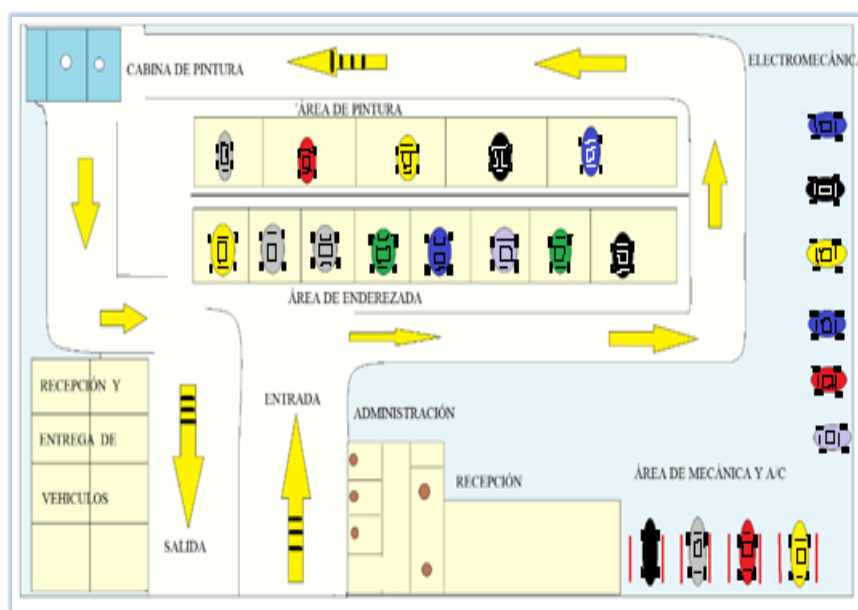 CABINA DE PINTURA
ELECTROMECÁNICA
ÁREA DE PINTURA
ÁREA DE ENDEREZADA
RECEPCIÓN Y
ENTREGA DE
VEHICULOS
ENTRADA
SALIDA
ADMINISTRACIÓN
RECEPCIÓN
ÁREA DE MECÁNICA Y A/C